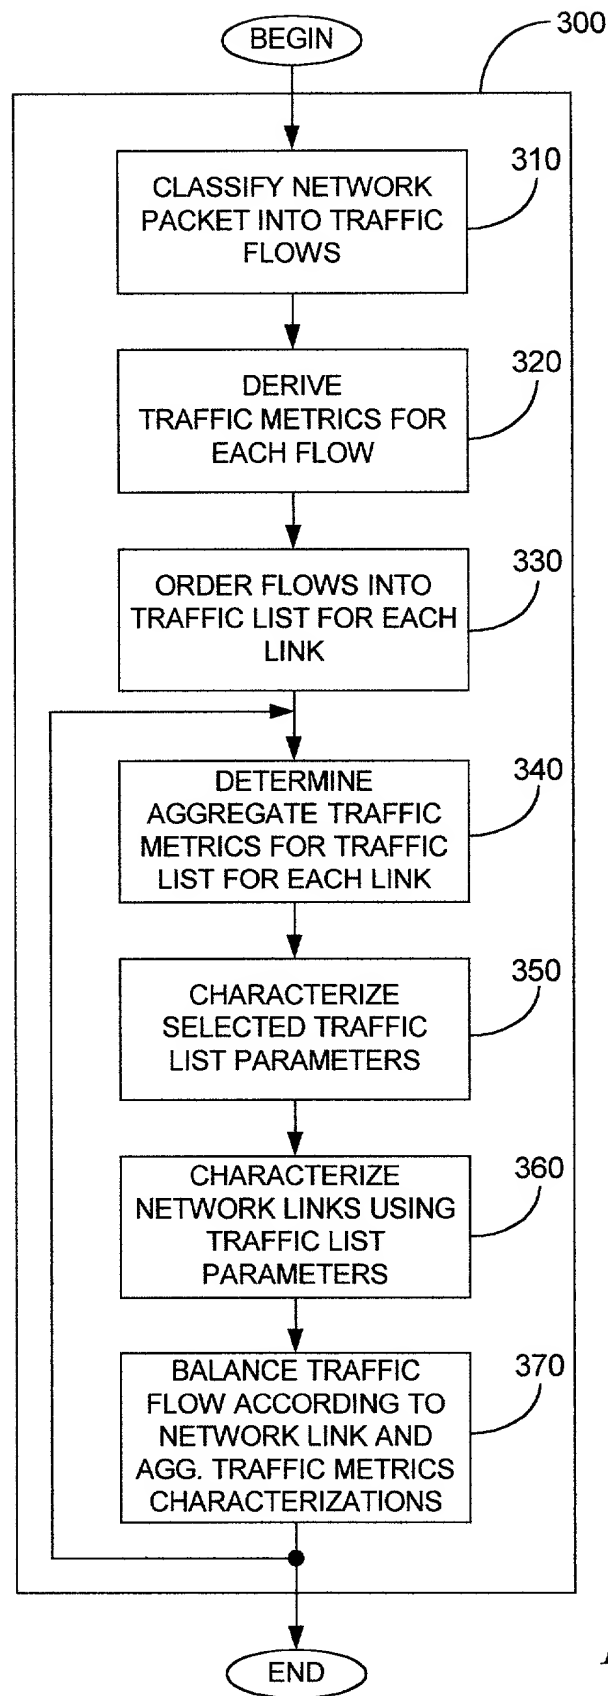 BEGIN
300
310
CLASSIFY NETWORK
PACKET INTO TRAFFIC
FLOWS
320
DERIVE
TRAFFIC METRICS FOR
EACH FLOW
330
ORDER FLOWS INTO
TRAFFIC LIST FOR EACH
LINK
340
DETERMINE
AGGREGATE TRAFFIC
METRICS FOR TRAFFIC
LIST FOR EACH LINK
350
CHARACTERIZE
SELECTED TRAFFIC
LIST PARAMETERS
360
CHARACTERIZE
NETWORK LINKS USING
TRAFFIC LIST
PARAMETERS
370
BALANCE TRAFFIC
FLOW ACCORDING TO
NETWORK LINK AND
AGG. TRAFFIC METRICS
CHARACTERIZATIONS
END